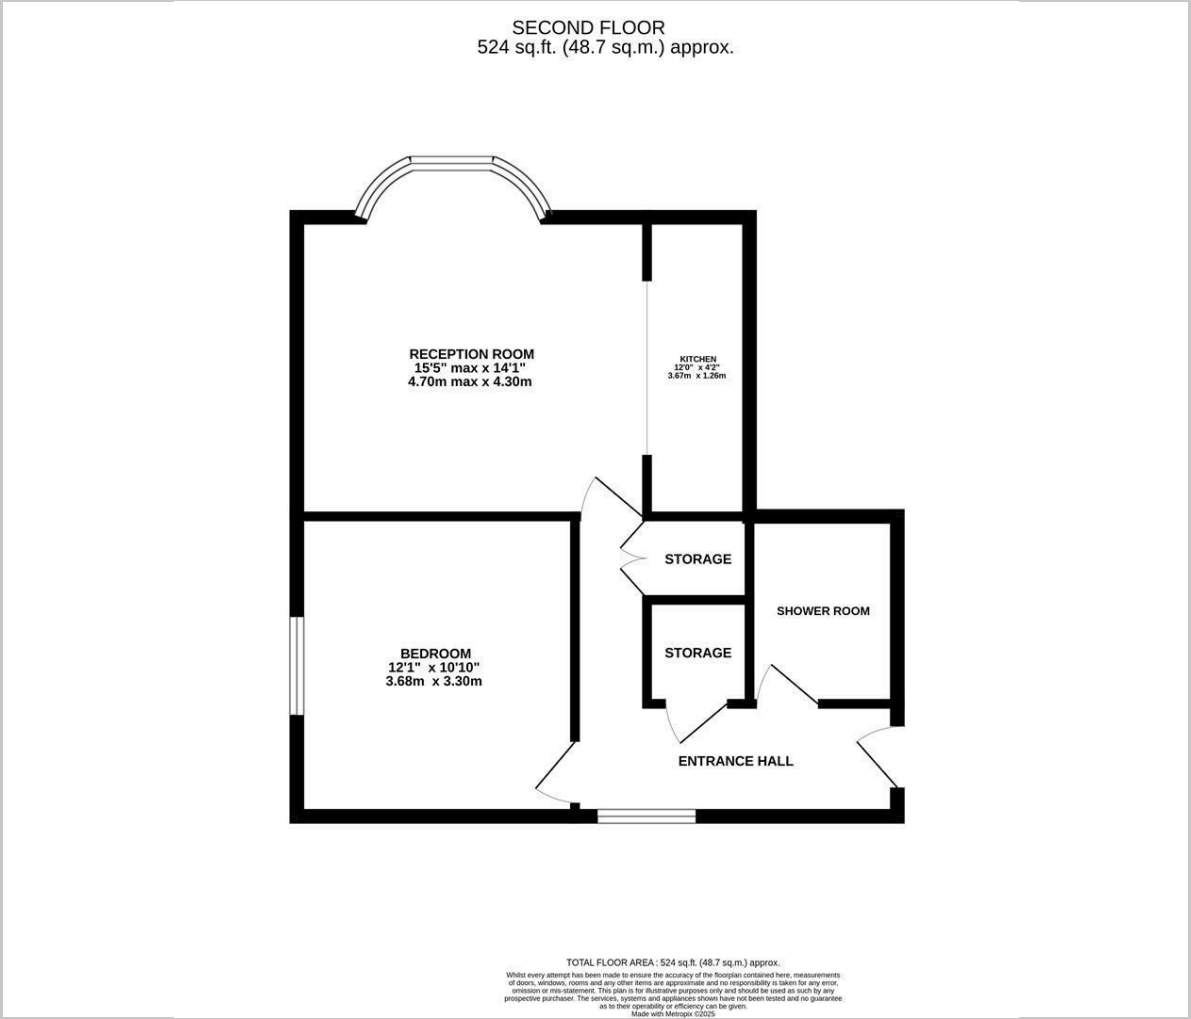 SECOND FLOOR
524 sq.ft. (48.7 sq.m.) approx.
RECEPTION ROOM
15'5" max x 14'1"
4.70m max x 4.30m
KITCHEN
12'0" x 4'2"
3.67m x 1.26m
STORAGE
SHOWER ROOM
STORAGE
BEDROOM
12'1" x 10'10"
3.68m x 3.30m
ENTRANCE HALL
TOTAL FLOOR AREA : 524 sq.ft. (48.7 sq.m.) approx.
Whilst every attempt has been made to ensure the accuracy of the floorplan contained here, measurements
of doors, windows, rooms and any other items are approximate and no responsibility is taken for any error,
omission or mis-statement. This plan is for illustrative purposes only and should be used as such by any
prospective purchaser. The services, systems and appliances shown have not been tested and no guarantee
as to their operability or efficiency can be given.
Made with Metropix ©2025